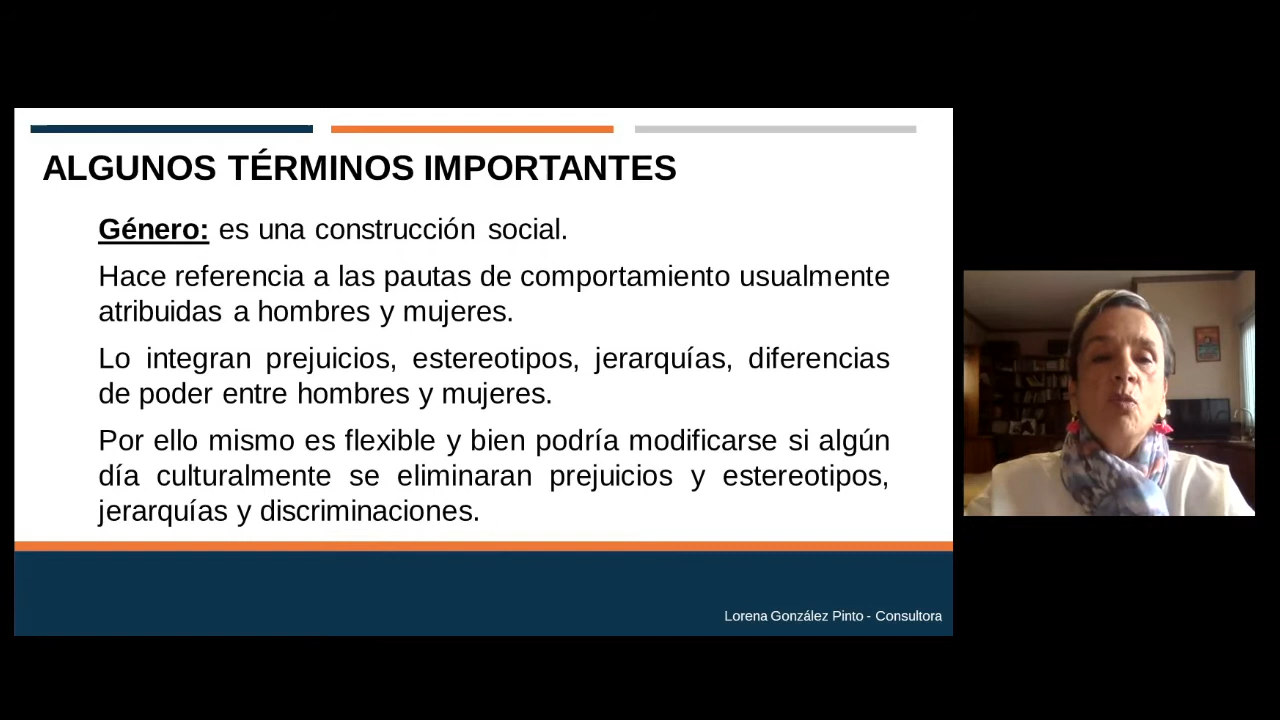 ALGUNOS TÉRMINOS IMPORTANTES
Género: es una construcción social.
Hace referencia a las pautas de comportamiento usualmente
atribuidas a hombres y mujeres.
Lo integran prejuicios, estereotipos, jerarquías, diferencias
de poder entre hombres y mujeres.
Por ello mismo es flexible y bien podría modificarse si algún
día culturalmente se eliminaran prejuicios y estereotipos,
jerarquías y discriminaciones.
Lorena González Pinto - Consultora